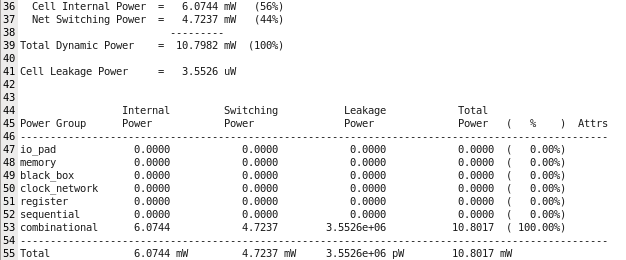 36   Cell Internal Power  =   6.0744 mW   (56%)
37   Net Switching Power  =   4.7237 mW   (44%)
38                          ---------
39 Total Dynamic Power    =  10.7982 mW  (100%)
40
41 Cell Leakage Power     =   3.5526 uW
42
43
44                  Internal         Switching           Leakage            Total
45 Power Group      Power            Power               Power              Power   (   %    )  Attrs
46 --------------------------------------------------------------------------------------------------
47 io_pad             0.0000            0.0000            0.0000            0.0000  (   0.00%)
48 memory             0.0000            0.0000            0.0000            0.0000  (   0.00%)
49 black_box          0.0000            0.0000            0.0000            0.0000  (   0.00%)
50 clock_network      0.0000            0.0000            0.0000            0.0000  (   0.00%)
51 register           0.0000            0.0000            0.0000            0.0000  (   0.00%)
52 sequential         0.0000            0.0000            0.0000            0.0000  (   0.00%)
53 combinational      6.0744            4.7237        3.5526e+06           10.8017  ( 100.00%)
54 --------------------------------------------------------------------------------------------------
55 Total              6.0744 mW         4.7237 mW     3.5526e+06 pW        10.8017 mW